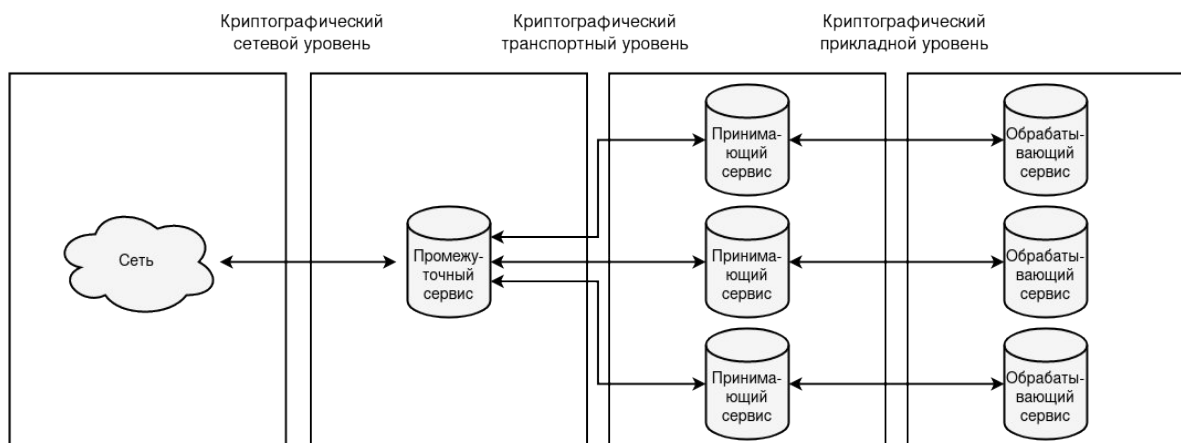 Криптографический
сетевой уровень
Криптографический
транспортный уровень
Криптографический
прикладной уровень
Сеть
Промежу-
точный
сервис
Принима-
ющий
сервис
Обрабаты-
вающий
сервис
Принима-
ющий
сервис
Обрабаты-
вающий
сервис
Принима-
ющий
сервис
Обрабаты-
вающий
сервис